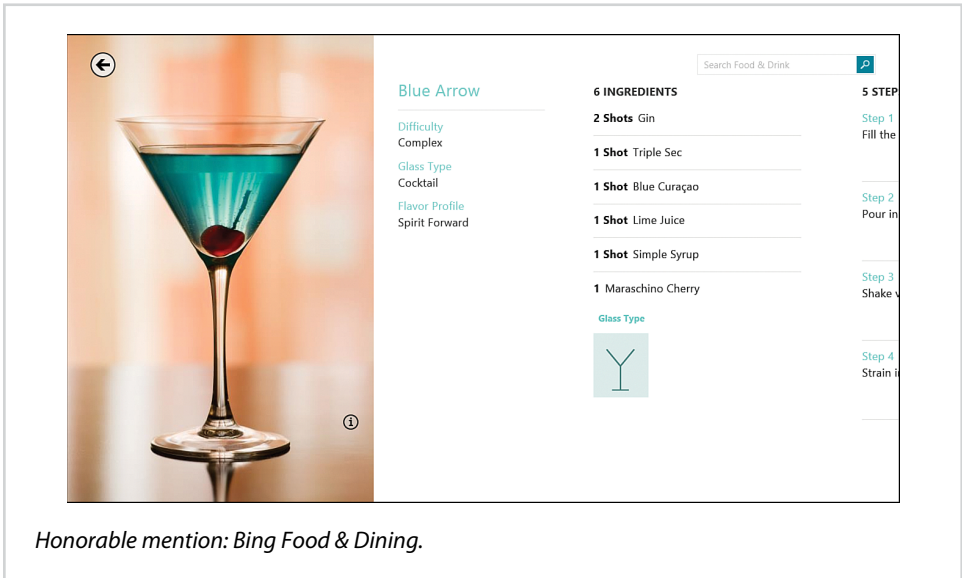 Search Food & Drink
Blue Arrow
Difficulty
Complex
Glass Type
Cocktail
Flavor Profile
Spirit Forward
6 INGREDIENTS
2 Shots Gin
1 Shot Triple Sec
1 Shot Blue Curaçao
1 Shot Lime Juice
1 Shot Simple Syrup
1 Maraschino Cherry
Glass Type
5 STEP
Step 1
Fill the
Step 2
Pour in
Step 3
Shake
Step 4
Strain
Honorable mention: Bing Food & Dining.